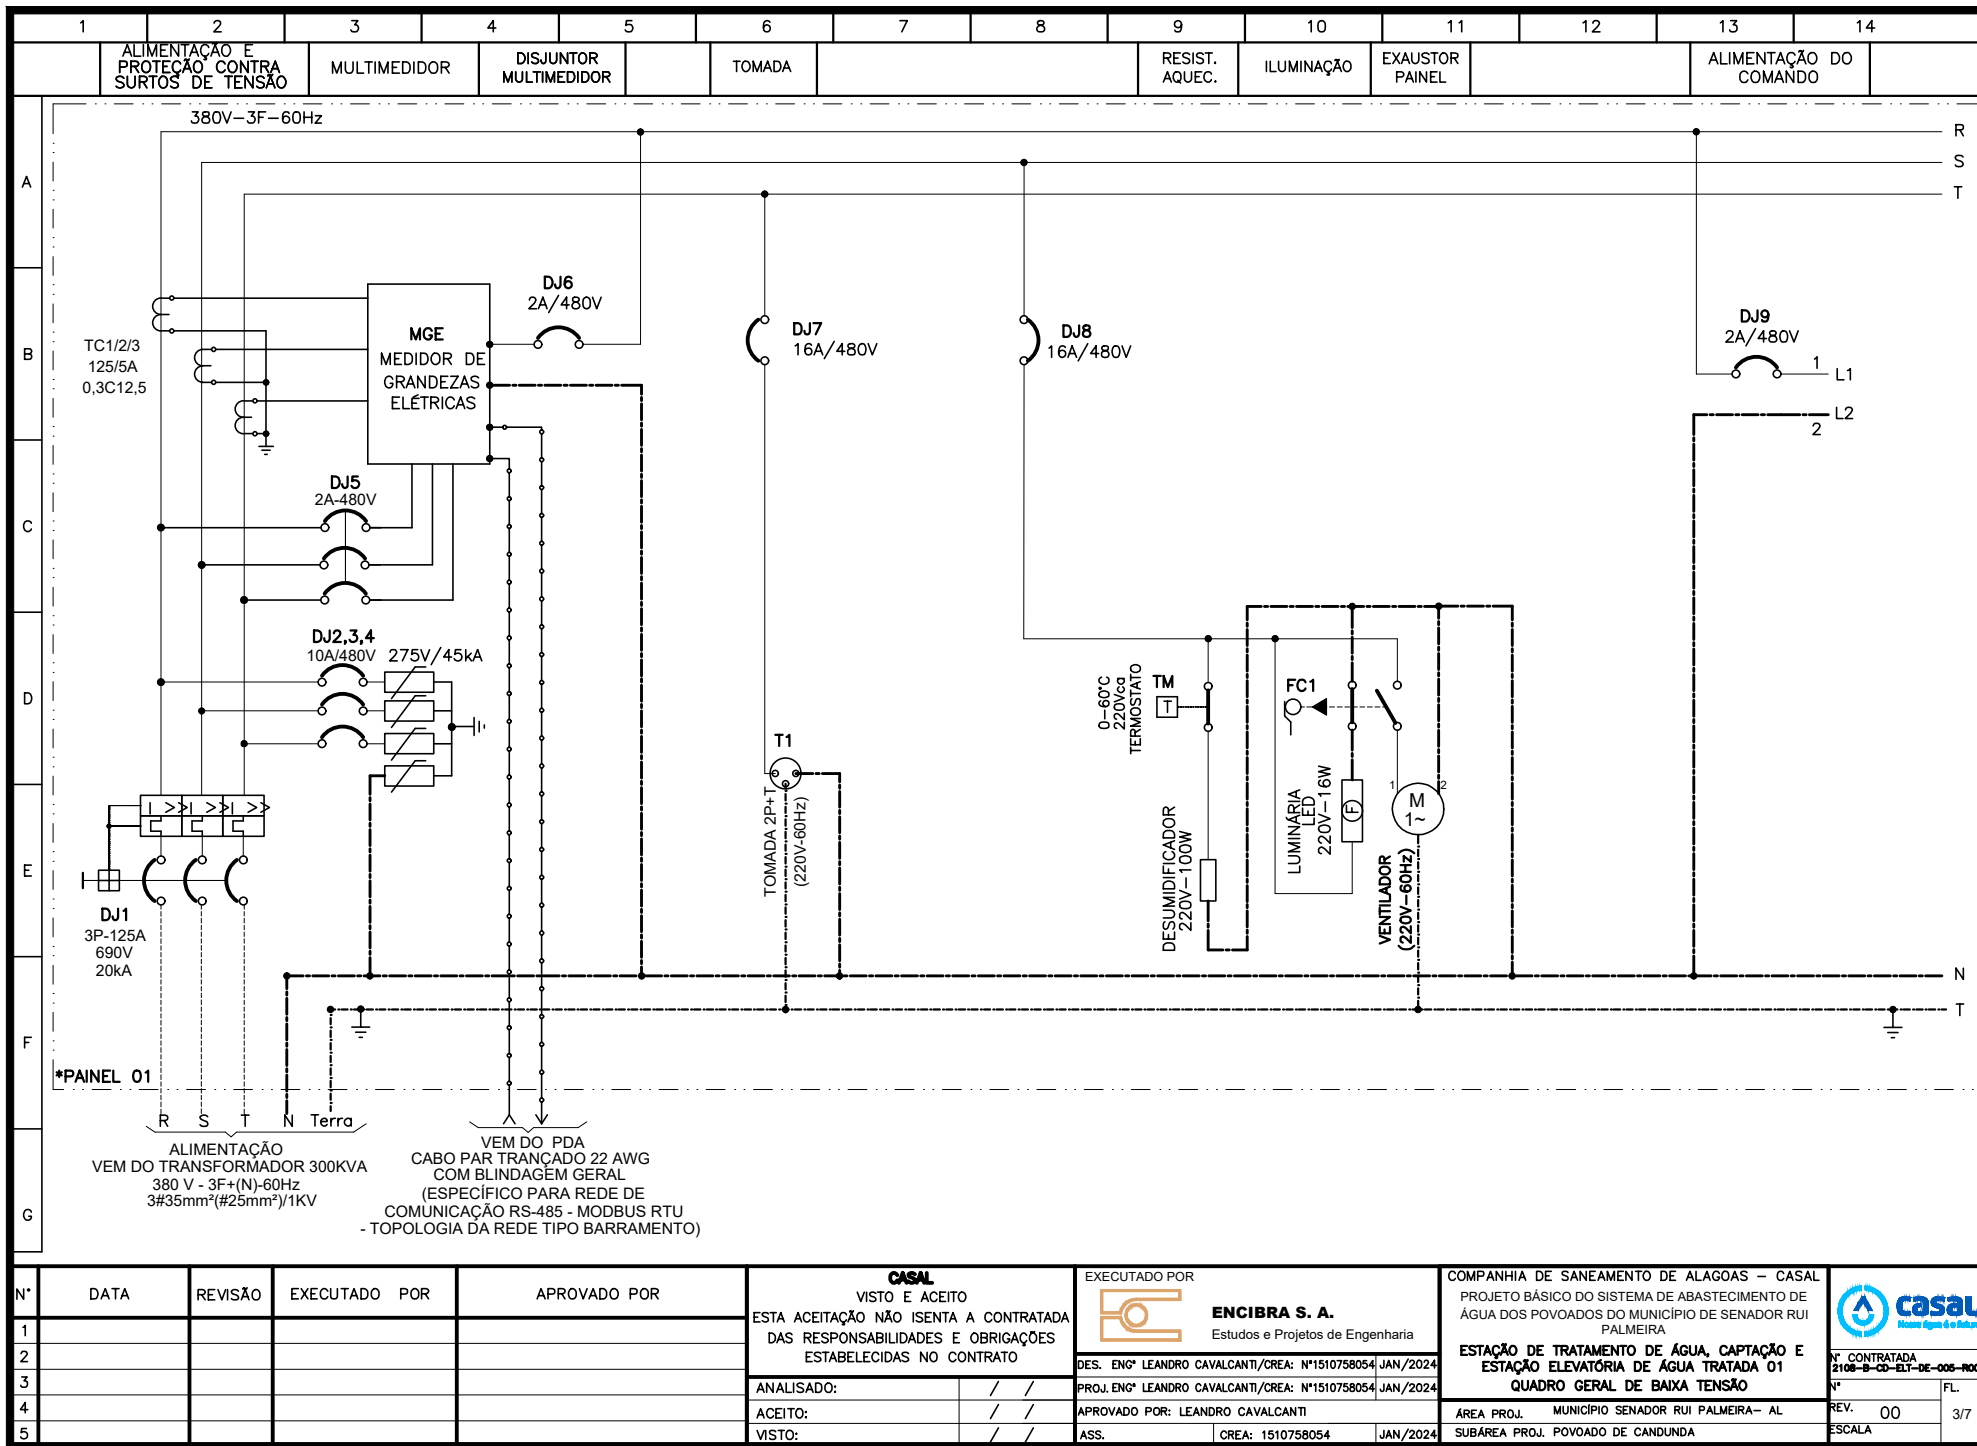 1 2 3 4 5 6 7 8 9 10 11 12 13 14
ALIMENTAÇÃO E
PROTEÇÃO CONTRA
SURTOS DE TENSÃO
MULTIMEDIDOR
DISJUNTOR
MULTIMEDIDOR
TOMADA
RESIST.
AQUEC.
ILUMINAÇÃO
EXAUSTOR
PAINEL
ALIMENTAÇÃO DO
COMANDO
A
B
C
D
E
F
G
380V-3F-60Hz
R
S
T
TC1/2/3
125/5A
0,3C12,5
MGE
MEDIDOR DE
GRANDEZAS
ELÉTRICAS
DJ6
2A/480V
DJ7
16A/480V
DJ8
16A/480V
DJ9
2A/480V
1
L1
L2
2
DJ5
2A-480V
DJ2,3,4
10A/480V
275V/45kA
I >>
I >>
I >>
DJ1
3P-125A
690V
20kA
T1
TOMADA 2P+T
(220V-60Hz)
0-60°C
220Vca
TERMOSTATO
TM
T
DESUMIDIFICADOR
220V-100W
FC1
LUMINÁRIA
LED
220V-16W
F
1
2
M
1~
VENTILADOR
(220V-60Hz)
N
T
*PAINEL 01
R S T N Terra
ALIMENTAÇÃO
VEM DO TRANSFORMADOR 300KVA
380 V - 3F+(N)-60Hz
3#35mm²(#25mm²)/1KV
VEM DO PDA
CABO PAR TRANÇADO 22 AWG
COM BLINDAGEM GERAL
(ESPECÍFICO PARA REDE DE
COMUNICAÇÃO RS-485 - MODBUS RTU
- TOPOLOGIA DA REDE TIPO BARRAMENTO)
N° DATA REVISÃO EXECUTADO POR APROVADO POR
1
2
3
4
5
CASAL
VISTO E ACEITO
ESTA ACEITAÇÃO NÃO ISENTA A CONTRATADA
DAS RESPONSABILIDADES E OBRIGAÇÕES
ESTABELECIDAS NO CONTRATO
ANALISADO: / /
ACEITO: / /
VISTO: / /
EXECUTADO POR
ENCIBRA S. A.
Estudos e Projetos de Engenharia
DES. ENG° LEANDRO CAVALCANTI/CREA: N°1510758054 JAN/2024
PROJ. ENG° LEANDRO CAVALCANTI/CREA: N°1510758054 JAN/2024
APROVADO POR: LEANDRO CAVALCANTI
ASS. CREA: 1510758054 JAN/2024
COMPANHIA DE SANEAMENTO DE ALAGOAS - CASAL
PROJETO BÁSICO DO SISTEMA DE ABASTECIMENTO DE
ÁGUA DOS POVOADOS DO MUNICÍPIO DE SENADOR RUI
PALMEIRA
ESTAÇÃO DE TRATAMENTO DE ÁGUA, CAPTAÇÃO E
ESTAÇÃO ELEVATÓRIA DE ÁGUA TRATADA 01
QUADRO GERAL DE BAIXA TENSÃO
ÁREA PROJ. MUNICÍPIO SENADOR RUI PALMEIRA- AL
SUBÁREA PROJ. POVOADO DE CANDUNDA
casal
N° CONTRATADA
2108-B-CD-ELT-DE-005-R00
N°
FL.
REV. 00
3/7
ESCALA